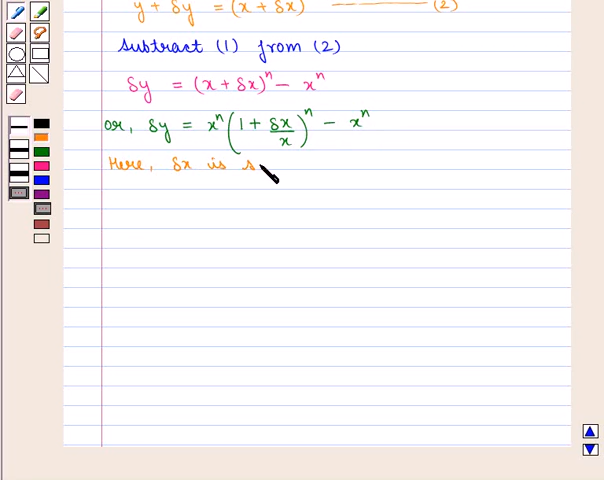 y + δy = (x + δx) ———— (2)
Subtract (1) from (2)
δy = (x + δx)ⁿ − xⁿ
or, δy = xⁿ(1 + δx/x)ⁿ − xⁿ
Here, δx is s